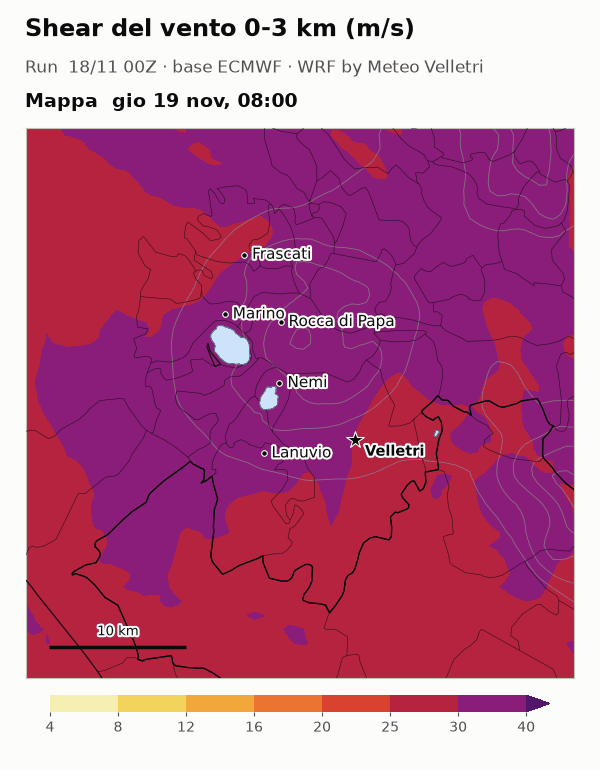 Shear del vento 0-3 km (m/s)
Run 18/11 00Z · base ECMWF · WRF by Meteo Velletri
Mappa gio 19 nov, 08:00
Frascati
Marino
Rocca di Papa
Nemi
Velletri
Lanuvio
10 km
4 8 12 16 20 25 30 40